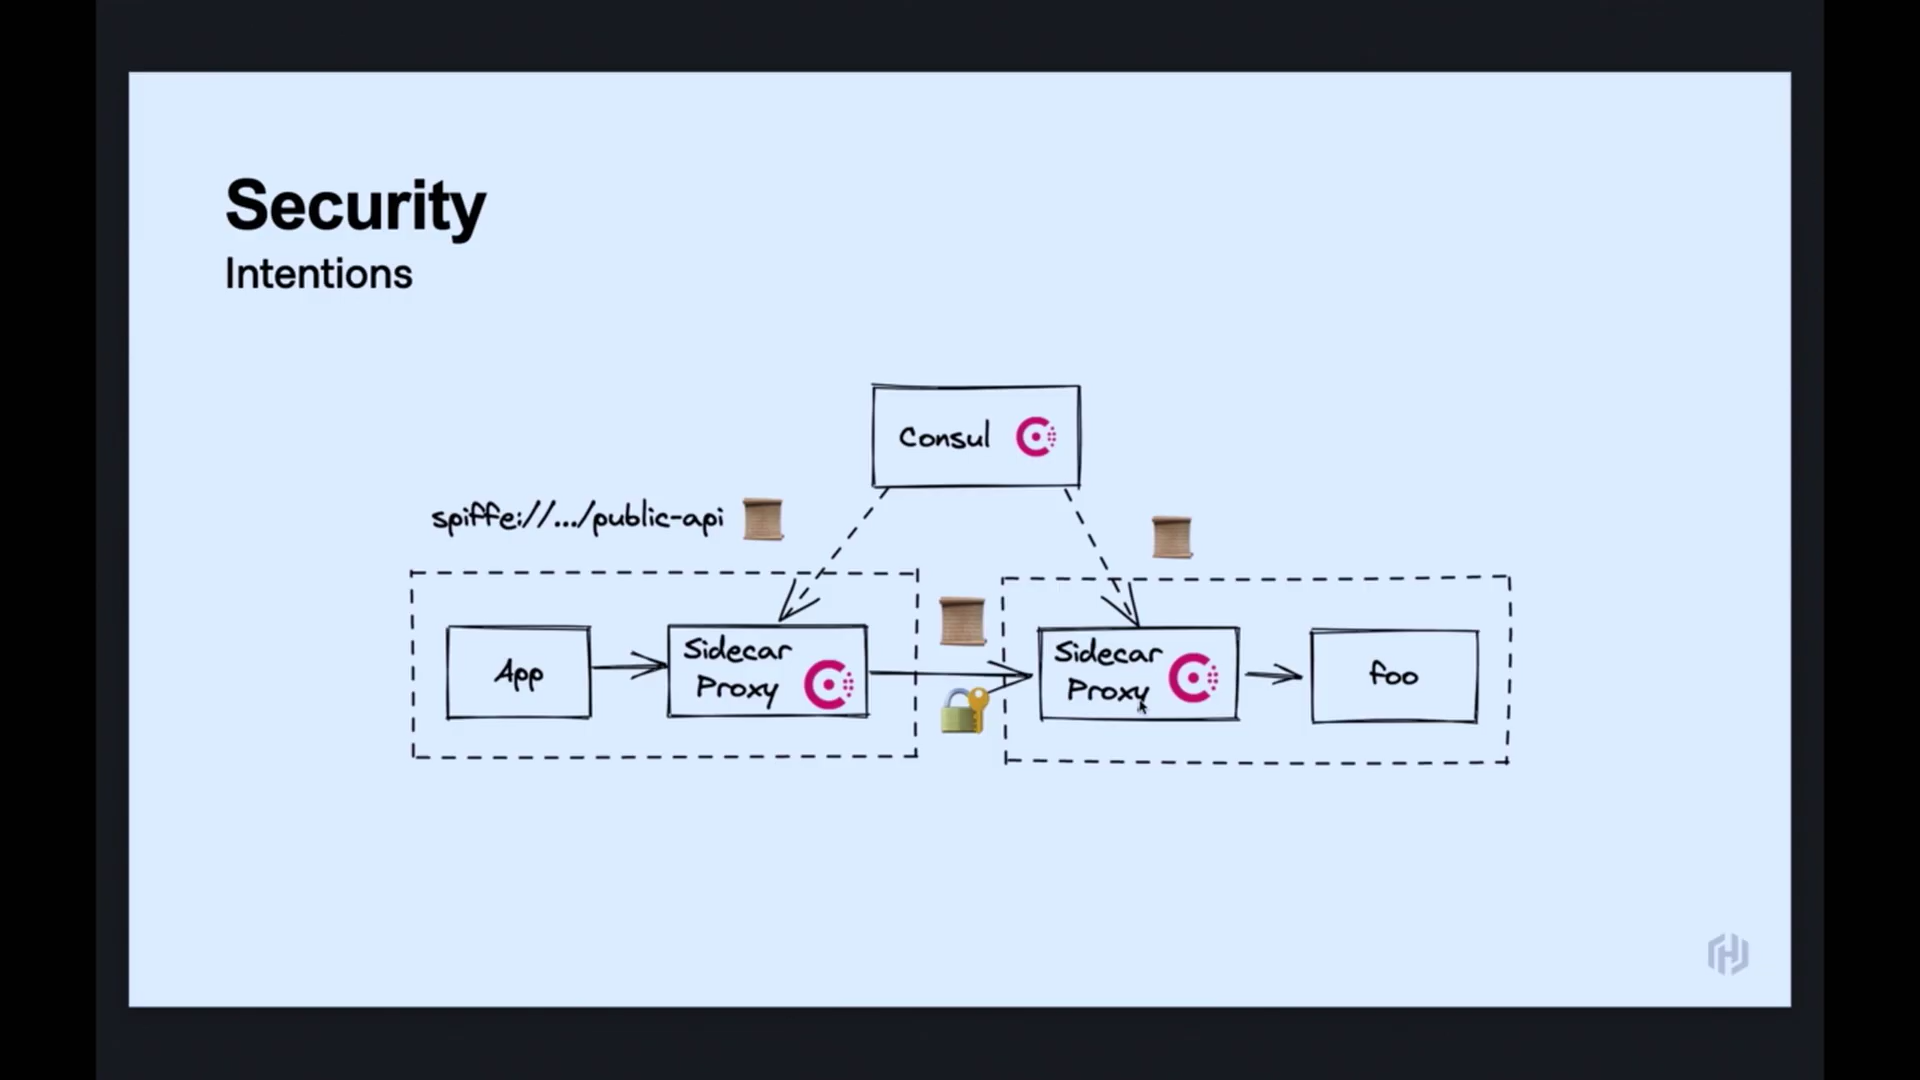 Security
Intentions
Consul
spiffe://.../public-api
App
Sidecar
Proxy
Sidecar
Proxy
foo